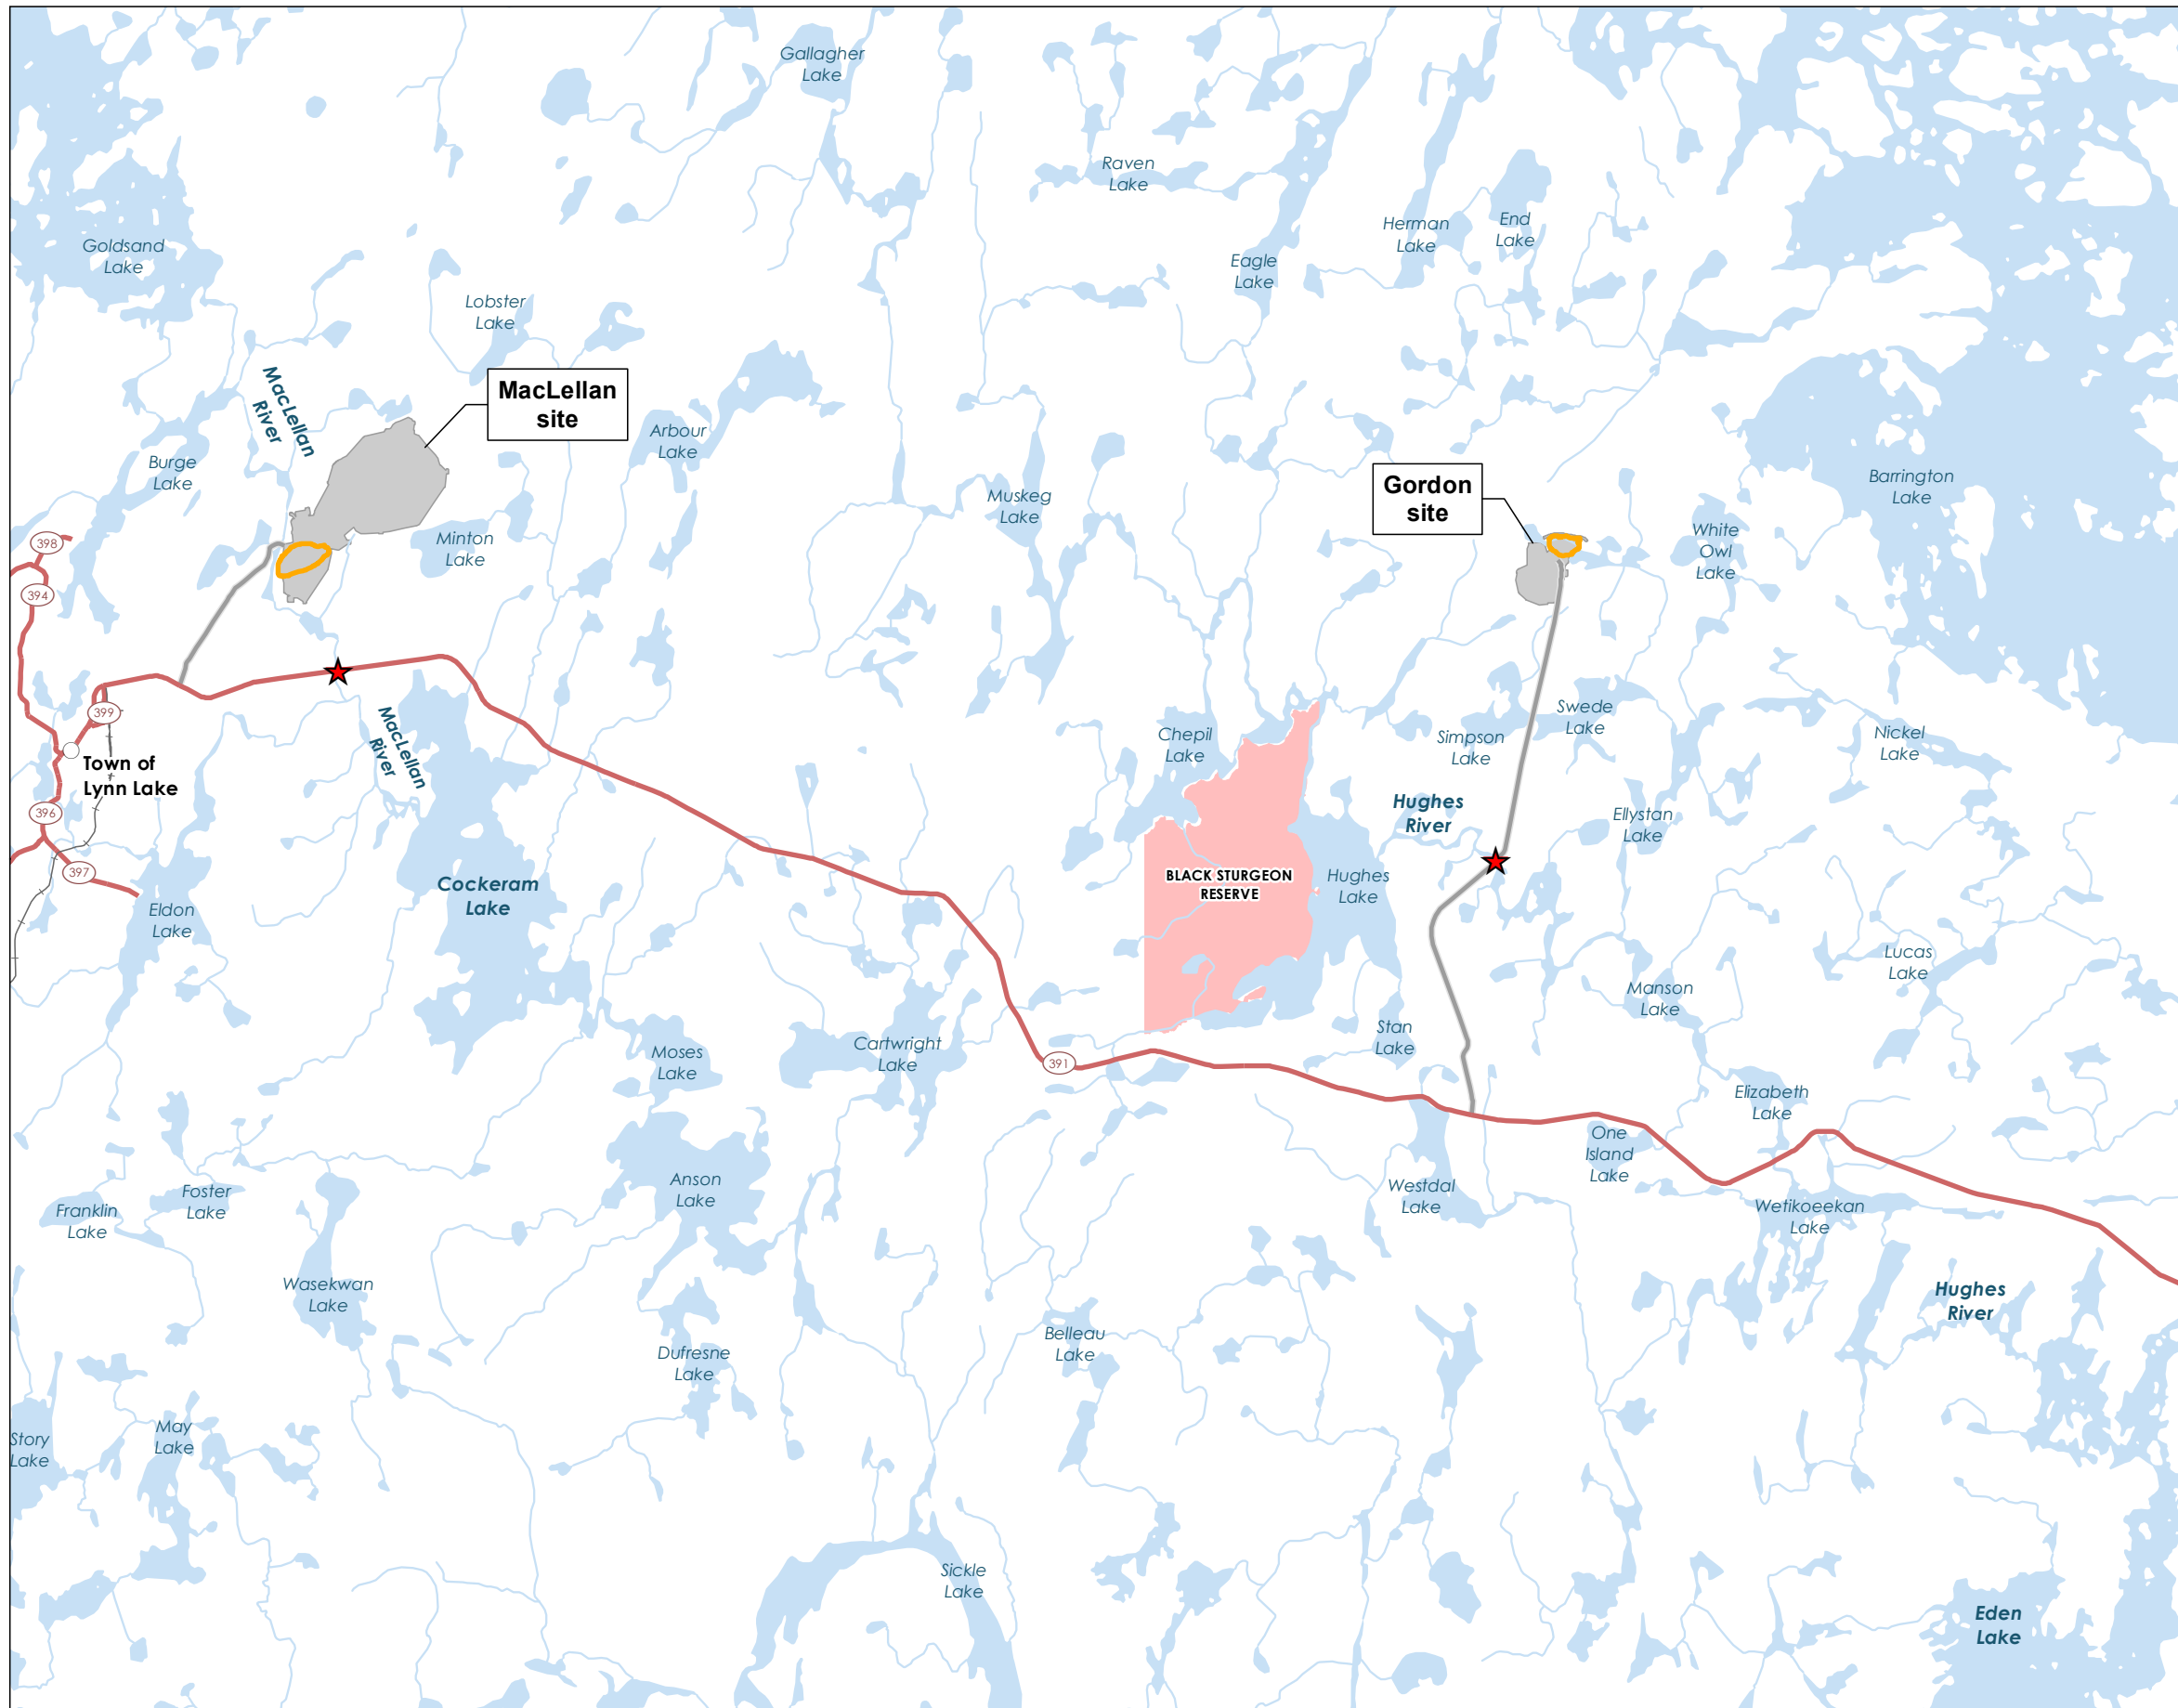 Gallagher
Lake
Raven
Lake
Herman
Lake
End
Lake
Goldsand
Lake
Eagle
Lake
Lobster
Lake
MacLellan
River
MacLellan
site
Arbour
Lake
Burge
Lake
Muskeg
Lake
Gordon
site
Barrington
Lake
White
Owl
Lake
Minton
Lake
398
394
399
Town of
Lynn Lake
MacLellan
River
Chepil
Lake
Simpson
Lake
Swede
Lake
Nickel
Lake
396
397
Hughes
River
Ellystan
Lake
Cockeram
Lake
BLACK STURGEON
RESERVE
Hughes
Lake
Eldon
Lake
Lucas
Lake
Manson
Lake
Stan
Lake
Moses
Lake
Cartwright
Lake
391
Elizabeth
Lake
One
Island
Lake
Anson
Lake
Westdal
Lake
Wetikoeekan
Lake
Foster
Lake
Franklin
Lake
Wasekwan
Lake
Hughes
River
Belleau
Lake
Dufresne
Lake
May
Lake
Story
Lake
Sickle
Lake
Eden
Lake